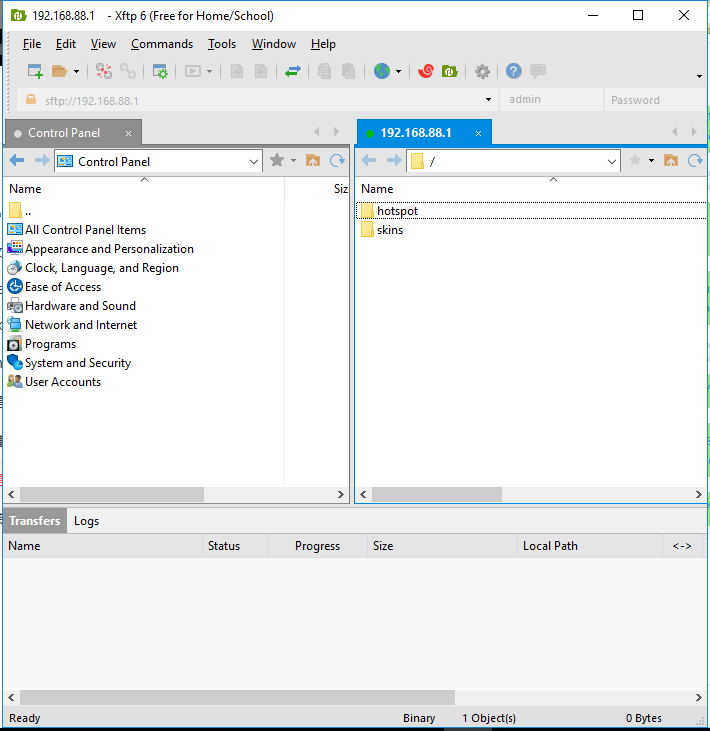 192.168.88.1 - Xftp 6 (Free for Home/School)
File Edit View Commands Tools Window Help
sftp://192.168.88.1 admin Password
Control Panel × 192.168.88.1 ×
Control Panel /
Name Siz Name
.. hotspot
All Control Panel Items skins
Appearance and Personalization
Clock, Language, and Region
Ease of Access
Hardware and Sound
Network and Internet
Programs
System and Security
User Accounts
Transfers Logs
Name Status Progress Size Local Path <->
Ready Binary 1 Object(s) 0 Bytes